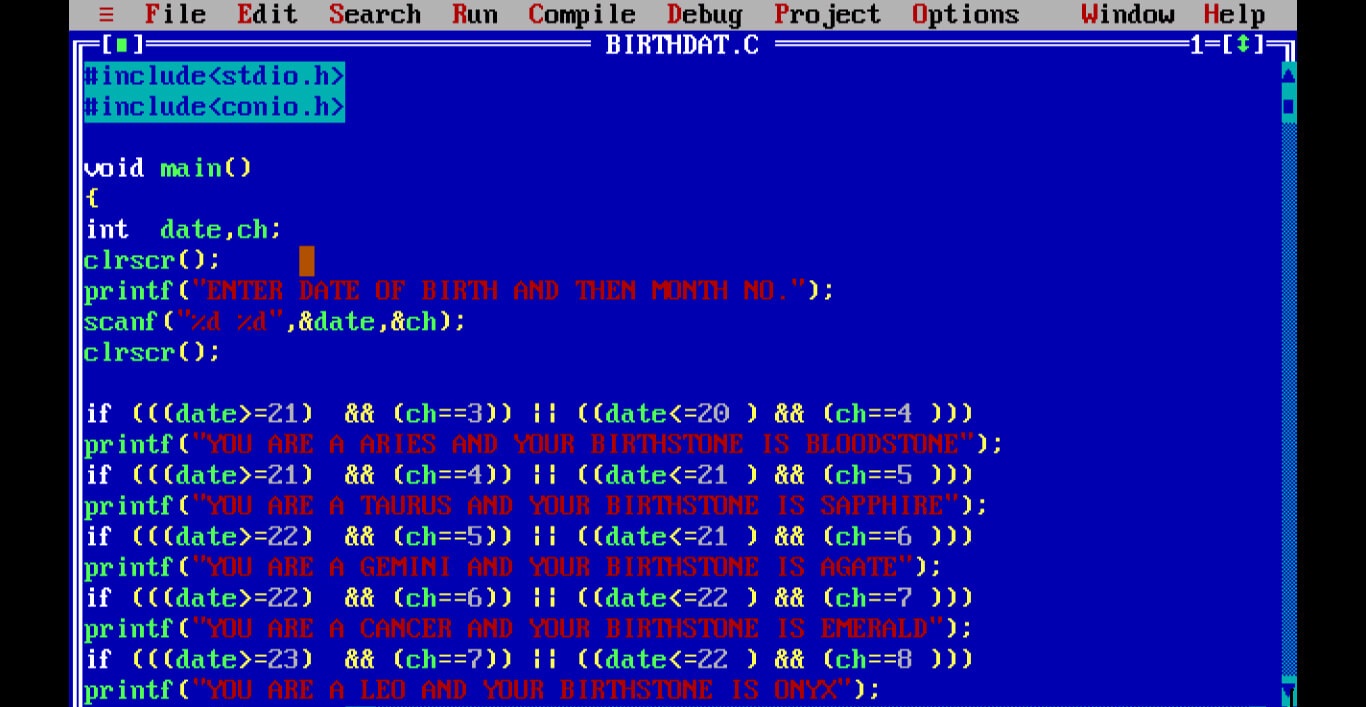 ≡ File Edit Search Run Compile Debug Project Options Window Help
[■] BIRTHDAT.C 1=[↕]
#include<stdio.h>
#include<conio.h>
void main()
{
int  date,ch;
clrscr();
printf("ENTER DATE OF BIRTH AND THEN MONTH NO.");
scanf("%d %d",&date,&ch);
clrscr();
if (((date>=21)  && (ch==3)) || ((date<=20 ) && (ch==4 )))
printf("YOU ARE A ARIES AND YOUR BIRTHSTONE IS BLOODSTONE");
if (((date>=21)  && (ch==4)) || ((date<=21 ) && (ch==5 )))
printf("YOU ARE A TAURUS AND YOUR BIRTHSTONE IS SAPPHIRE");
if (((date>=22)  && (ch==5)) || ((date<=21 ) && (ch==6 )))
printf("YOU ARE A GEMINI AND YOUR BIRTHSTONE IS AGATE");
if (((date>=22)  && (ch==6)) || ((date<=22 ) && (ch==7 )))
printf("YOU ARE A CANCER AND YOUR BIRTHSTONE IS EMERALD");
if (((date>=23)  && (ch==7)) || ((date<=22 ) && (ch==8 )))
printf("YOU ARE A LEO AND YOUR BIRTHSTONE IS ONYX");